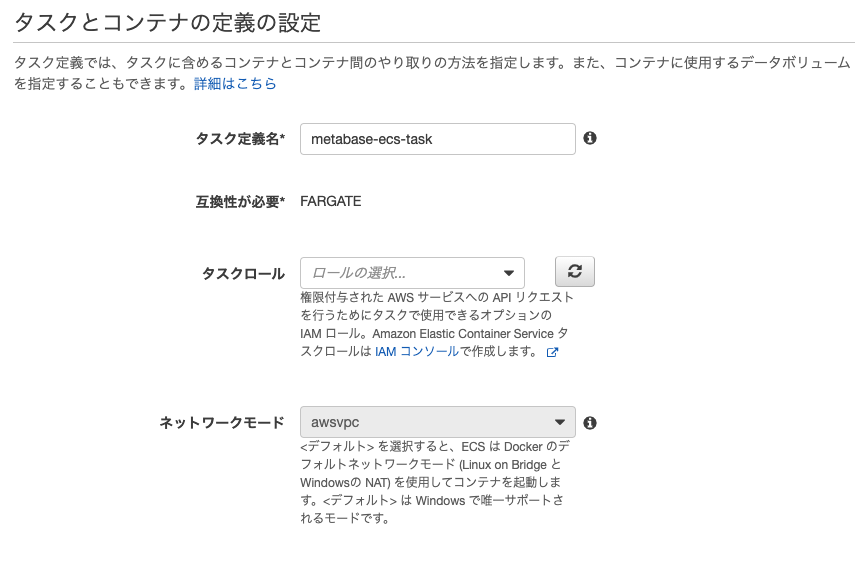 タスクとコンテナの定義の設定
タスク定義では、タスクに含めるコンテナとコンテナ間のやり取りの方法を指定します。また、コンテナに使用するデータボリューム
を指定することもできます。詳細はこちら
タスク定義名* metabase-ecs-task
互換性が必要* FARGATE
タスクロール ロールの選択...
権限付与された AWS サービスへの API リクエスト
を行うためにタスクで使用できるオプションの
IAM ロール。Amazon Elastic Container Service タ
スクロールは IAM コンソールで作成します。
ネットワークモード awsvpc
<デフォルト> を選択すると、ECS は Docker のデ
フォルトネットワークモード (Linux on Bridge と
Windowsの NAT) を使用してコンテナを起動しま
す。<デフォルト> は Windows で唯一サポートさ
れるモードです。